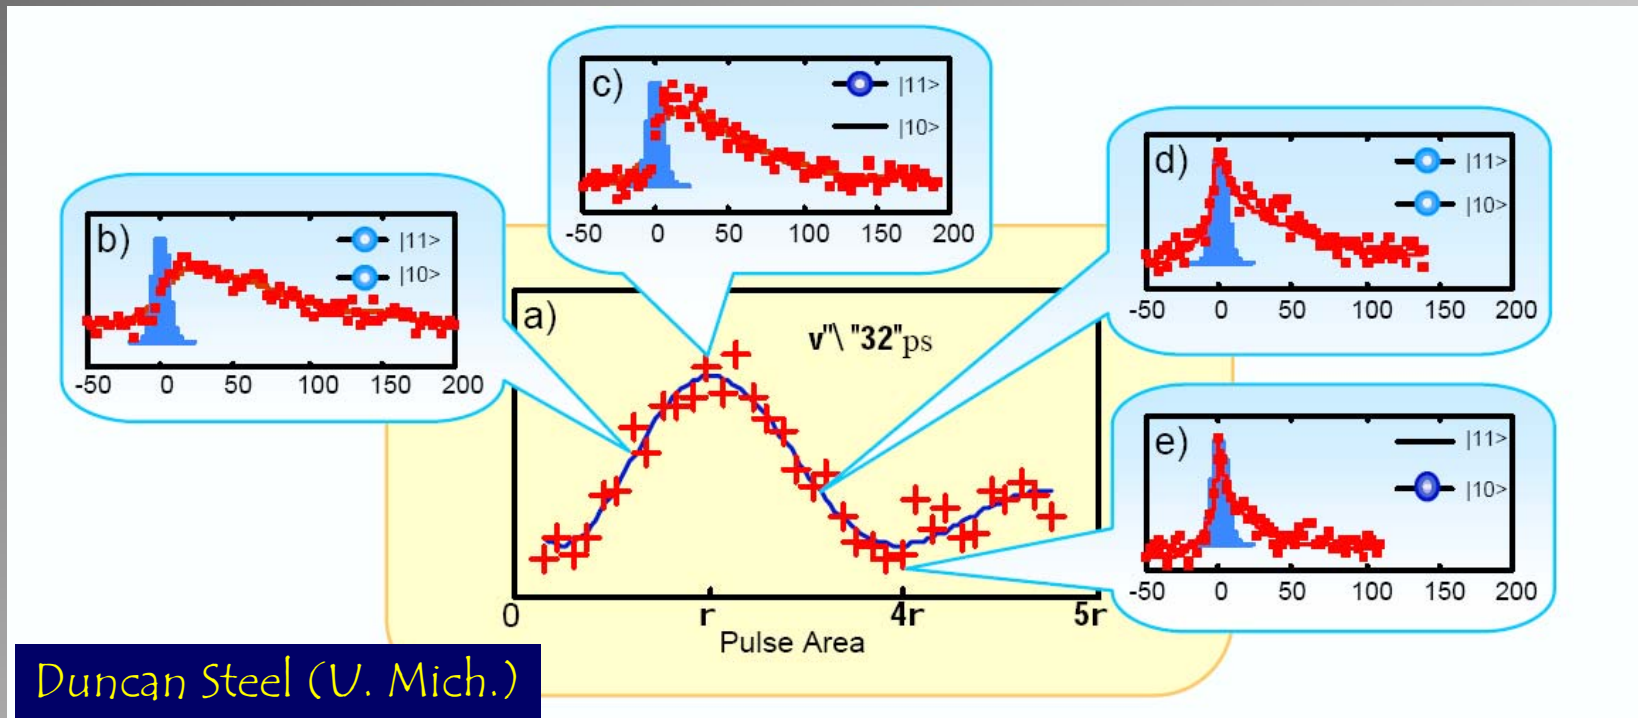 c)
|11>
|10>
-50 0 50 100 150 200
d)
|11>
|10>
-50 0 50 100 150 200
b)
|11>
|10>
-50 0 50 100 150 200
a)
v"\ "32"ps
e)
|11>
|10>
-50 0 50 100 150 200
0 r 4r 5r
Pulse Area
Duncan Steel (U. Mich.)